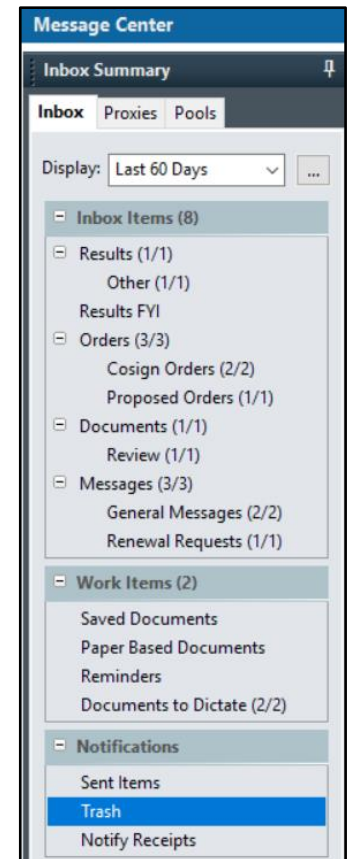 Message Center
Inbox Summary
Inbox Proxies Pools
Display: Last 60 Days ...
Inbox Items (8)
Results (1/1)
Other (1/1)
Results FYI
Orders (3/3)
Cosign Orders (2/2)
Proposed Orders (1/1)
Documents (1/1)
Review (1/1)
Messages (3/3)
General Messages (2/2)
Renewal Requests (1/1)
Work Items (2)
Saved Documents
Paper Based Documents
Reminders
Documents to Dictate (2/2)
Notifications
Sent Items
Trash
Notify Receipts